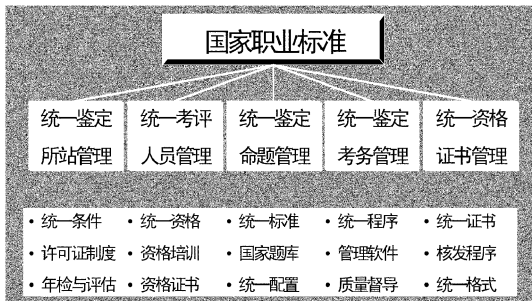 国家职业标准
统一鉴定 统一考评 统一鉴定 统一鉴定 统一资格
所站管理 人员管理 命题管理 考务管理 证书管理
• 统一条件 • 统一资格 • 统一标准 • 统一程序 • 统一证书
• 许可证制度 • 资格培训 • 国家题库 • 管理软件 • 核发程序
• 年检与评估 • 资格证书 • 统一配置 • 质量督导 • 统一格式